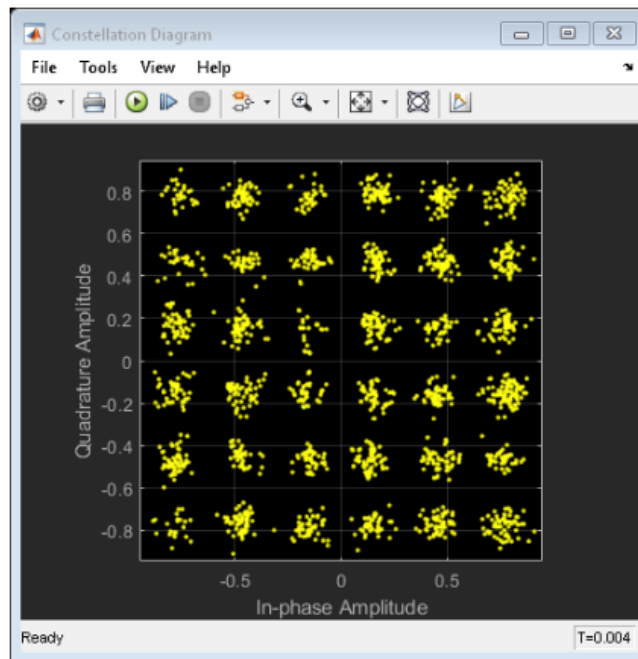 Constellation Diagram
File Tools View Help
Quadrature Amplitude
0.8
0.6
0.4
0.2
0
-0.2
-0.4
-0.6
-0.8
-0.5 0 0.5
In-phase Amplitude
Ready T=0.004